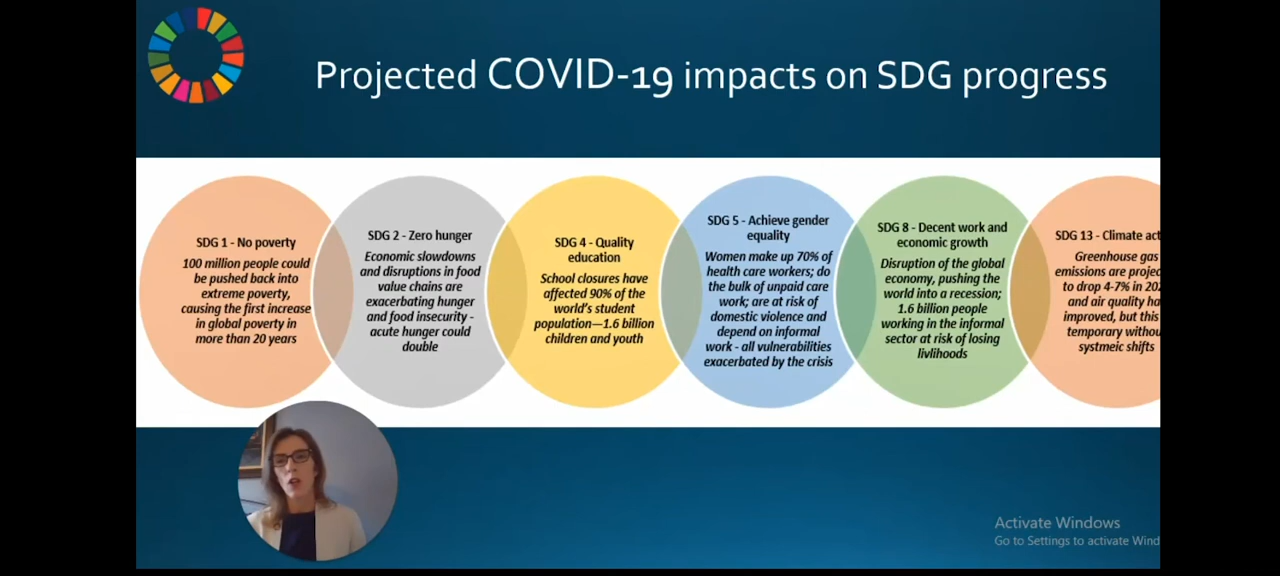 Projected COVID-19 impacts on SDG progress
SDG 1 - No poverty
100 million people could
be pushed back into
extreme poverty,
causing the first increase
in global poverty in
more than 20 years
SDG 2 - Zero hunger
Economic slowdowns
and disruptions in food
value chains are
exacerbating hunger
and food insecurity -
acute hunger could
double
SDG 4 - Quality
education
School closures have
affected 90% of the
world's student
population—1.6 billion
children and youth
SDG 5 - Achieve gender
equality
Women make up 70% of
health care workers; do
the bulk of unpaid care
work; are at risk of
domestic violence and
depend on informal
work - all vulnerabilities
exacerbated by the crisis
SDG 8 - Decent work and
economic growth
Disruption of the global
economy, pushing the
world into a recession;
1.6 billion people
working in the informal
sector at risk of losing
livlihoods
SDG 13 - Climate act
Greenhouse gas
emissions are projec
to drop 4-7% in 202
and air quality ha
improved, but this
temporary withou
systmeic shifts
Activate Windows
Go to Settings to activate Wind